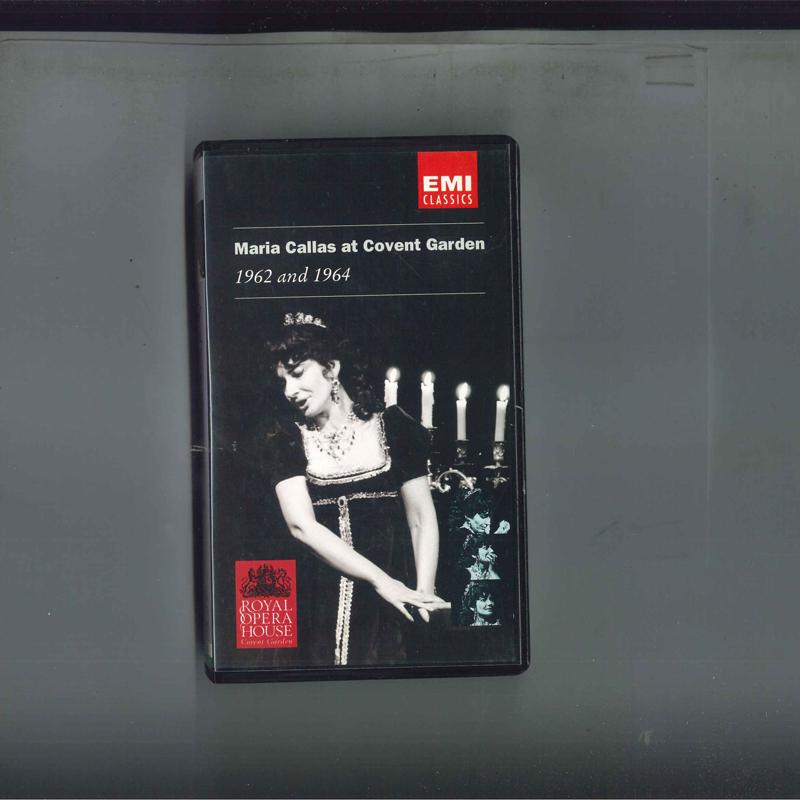 EMI
CLASSICS
Maria Callas at Covent Garden
1962 and 1964
ROYAL
OPERA
HOUSE
Covent Garden